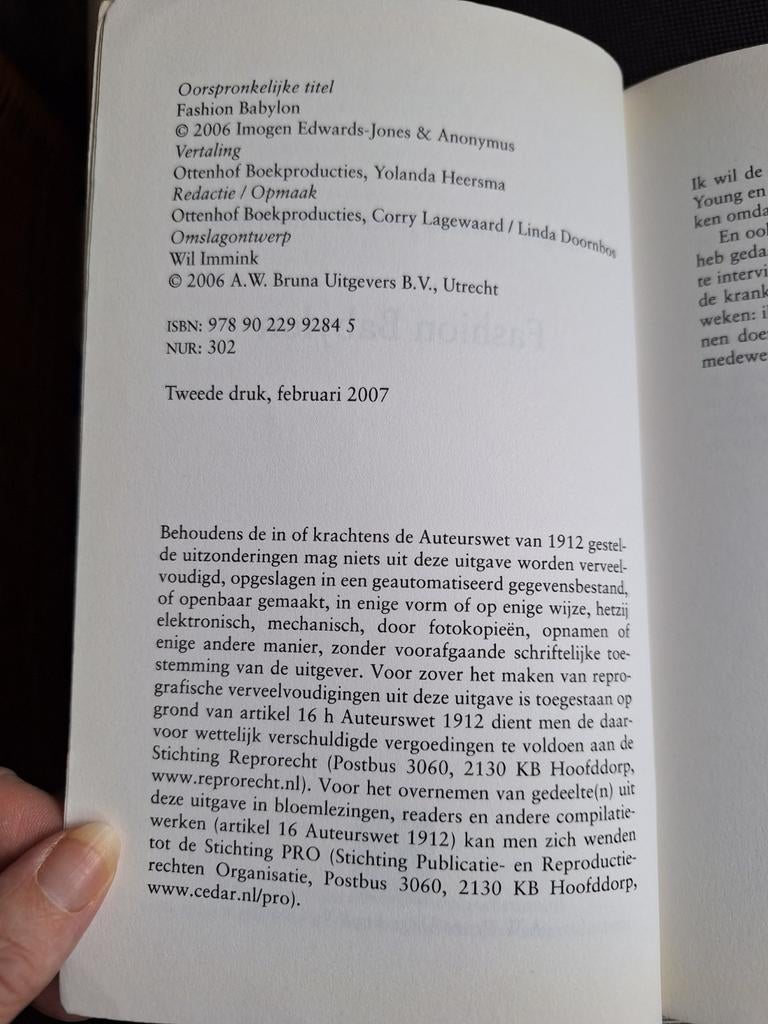 Oorspronkelijke titel
Fashion Babylon
© 2006 Imogen Edwards-Jones & Anonymus
Vertaling
Ottenhof Boekproducties, Yolanda Heersma
Redactie / Opmaak
Ottenhof Boekproducties, Corry Lagewaard / Linda Doornbos
Omslagontwerp
Wil Immink
© 2006 A.W. Bruna Uitgevers B.V., Utrecht
ISBN: 978 90 229 9284 5
NUR: 302
Tweede druk, februari 2007
Behoudens de in of krachtens de Auteurswet van 1912 gestel-
de uitzonderingen mag niets uit deze uitgave worden verveel-
voudigd, opgeslagen in een geautomatiseerd gegevensbestand,
of openbaar gemaakt, in enige vorm of op enige wijze, hetzij
elektronisch, mechanisch, door fotokopieën, opnamen of
enige andere manier, zonder voorafgaande schriftelijke toe-
stemming van de uitgever. Voor zover het maken van repro-
grafische verveelvoudigingen uit deze uitgave is toegestaan op
grond van artikel 16 h Auteurswet 1912 dient men de daar-
voor wettelijk verschuldigde vergoedingen te voldoen aan de
Stichting Reprorecht (Postbus 3060, 2130 KB Hoofddorp,
www.reprorecht.nl). Voor het overnemen van gedeelte(n) uit
deze uitgave in bloemlezingen, readers en andere compilatie-
werken (artikel 16 Auteurswet 1912) kan men zich wenden
tot de Stichting PRO (Stichting Publicatie- en Reproductie-
rechten Organisatie, Postbus 3060, 2130 KB Hoofddorp,
www.cedar.nl/pro).
Ik wil de
Young en
ken omda
En ool
heb geda
te intervi
de krank
weken: i
nen doe
medewe